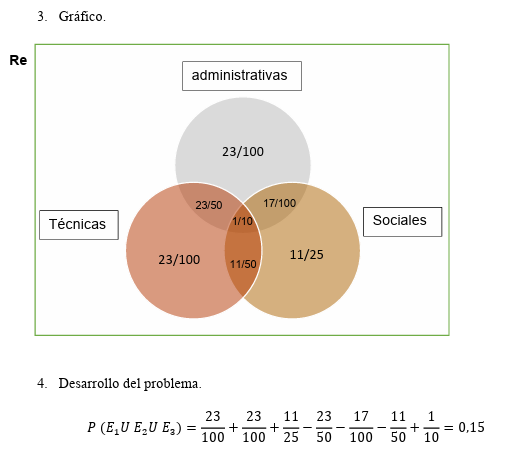 3. Gráfico.
Re
administrativas
23/100
23/50
17/100
1/10
Técnicas
Sociales
23/100
11/50
11/25
4. Desarrollo del problema.
P (E₁U E₂U E₃) = 23/100 + 23/100 + 11/25 − 23/50 − 17/100 − 11/50 + 1/10 = 0,15